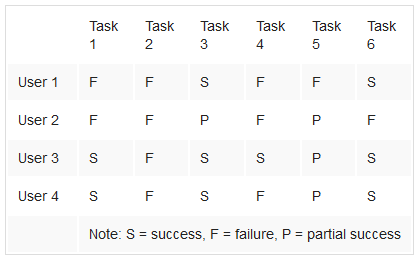 Task 1 Task 2 Task 3 Task 4 Task 5 Task 6
User 1 F F S F F S
User 2 F F P F P F
User 3 S F S S P S
User 4 S F S F P S
Note: S = success, F = failure, P = partial success